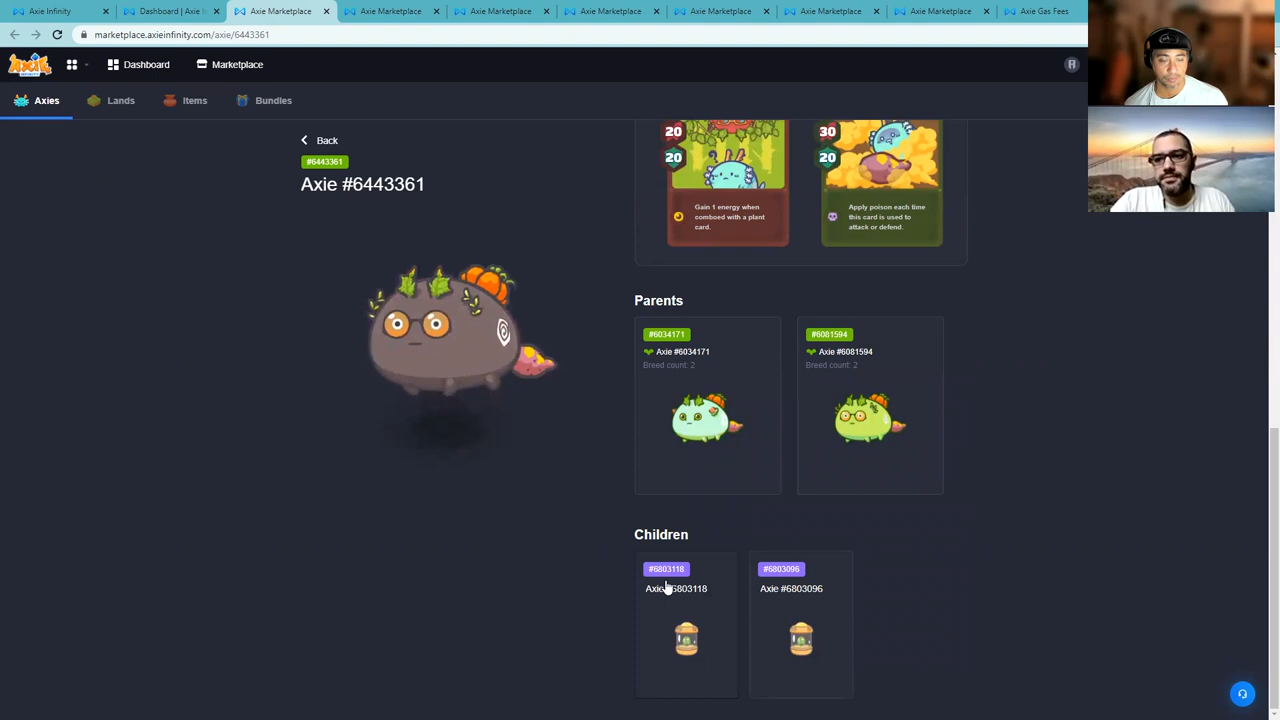 Axie Infinity
Dashboard | Axie I
Axie Marketplace
Axie Marketplace
Axie Marketplace
Axie Marketplace
Axie Marketplace
Axie Marketplace
Axie Marketplace
Axie Gas Fees
marketplace.axieinfinity.com/axie/6443361
AXIE
INFINITY
Dashboard
Marketplace
Axies
Lands
Items
Bundles
Back
#6443361
Axie #6443361
20
20
Gain 1 energy when
comboed with a plant
card.
30
20
Apply poison each time
this card is used to
attack or defend.
Parents
#6034171
Axie #6034171
Breed count: 2
#6081594
Axie #6081594
Breed count: 2
Children
#6803118
Axie #6803118
#6803096
Axie #6803096